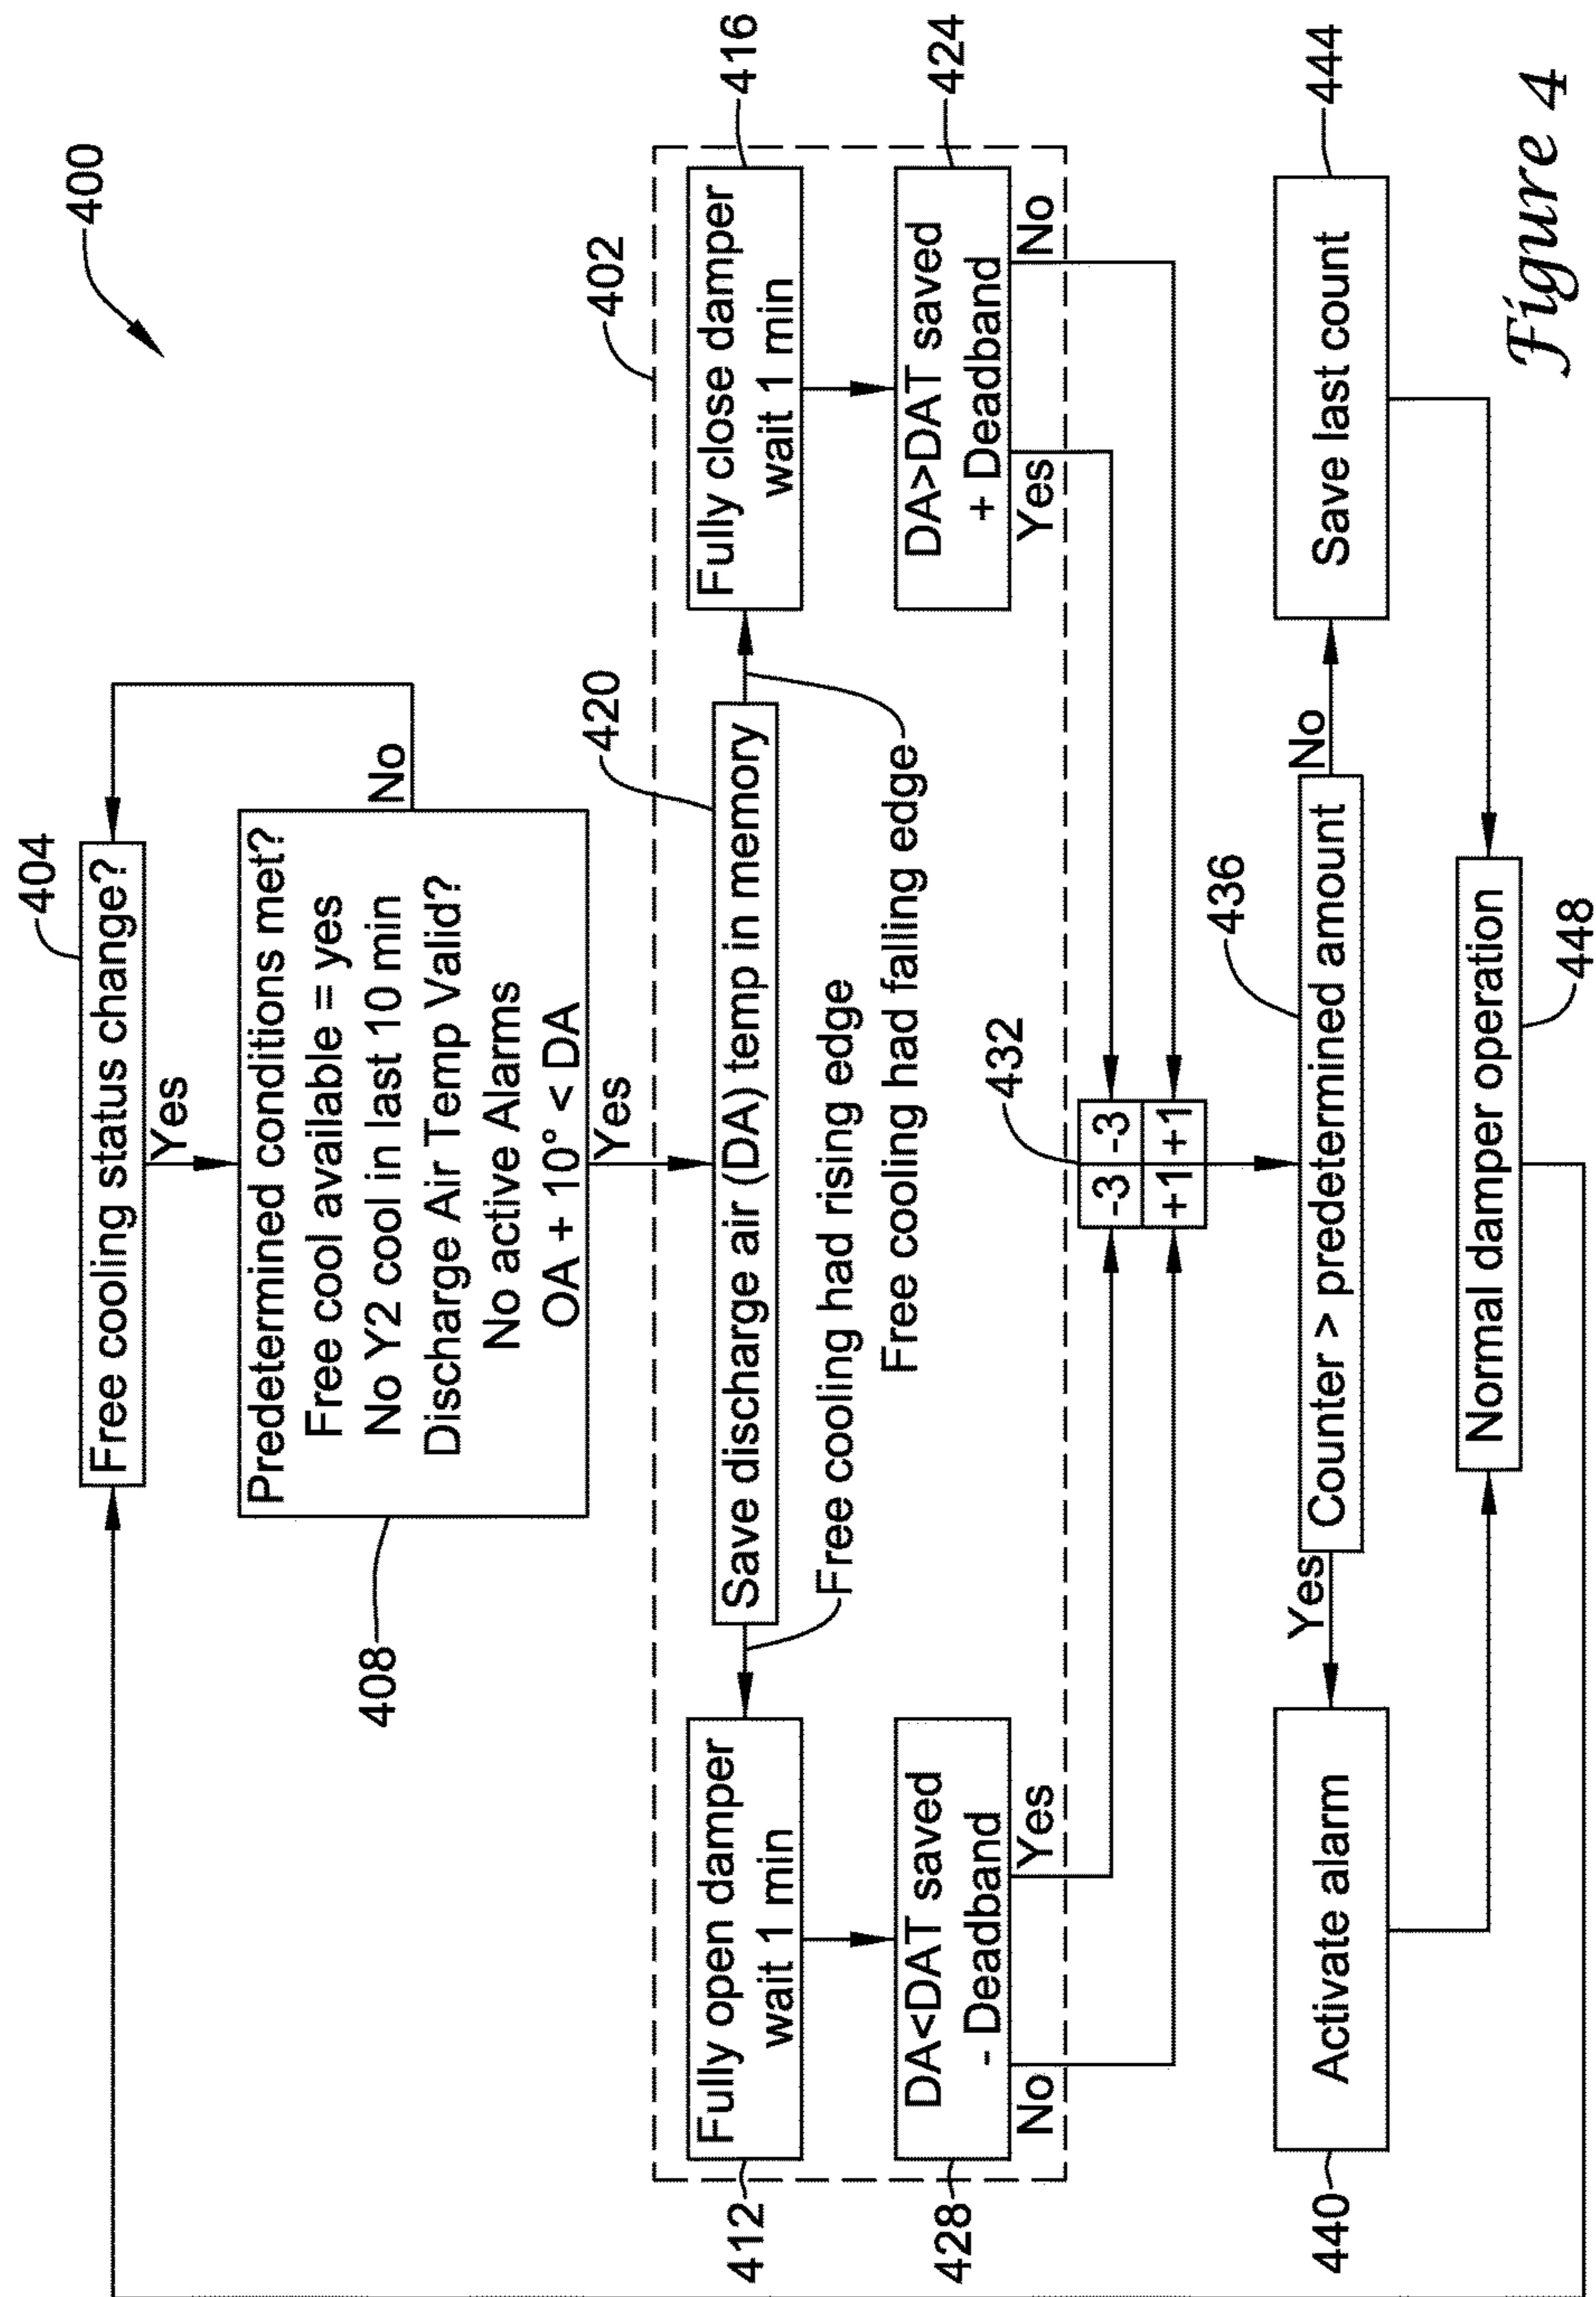 400
404
Free cooling status change?
Yes
408
Predetermined conditions met?
Free cool available = yes
No Y2 cool in last 10 min
Discharge Air Temp Valid?
No active Alarms
OA + 10° < DA
No
Yes
402
420
Save discharge air (DA) temp in memory
412
Fully open damper
wait 1 min
416
Fully close damper
wait 1 min
Free cooling had rising edge
Free cooling had falling edge
428
DA<DAT saved
- Deadband
No
Yes
424
DA>DAT saved
+ Deadband
Yes
No
432
-3 -3
+1 +1
436
Counter > predetermined amount
Yes
No
440
Activate alarm
444
Save last count
Normal damper operation
448
Figure 4